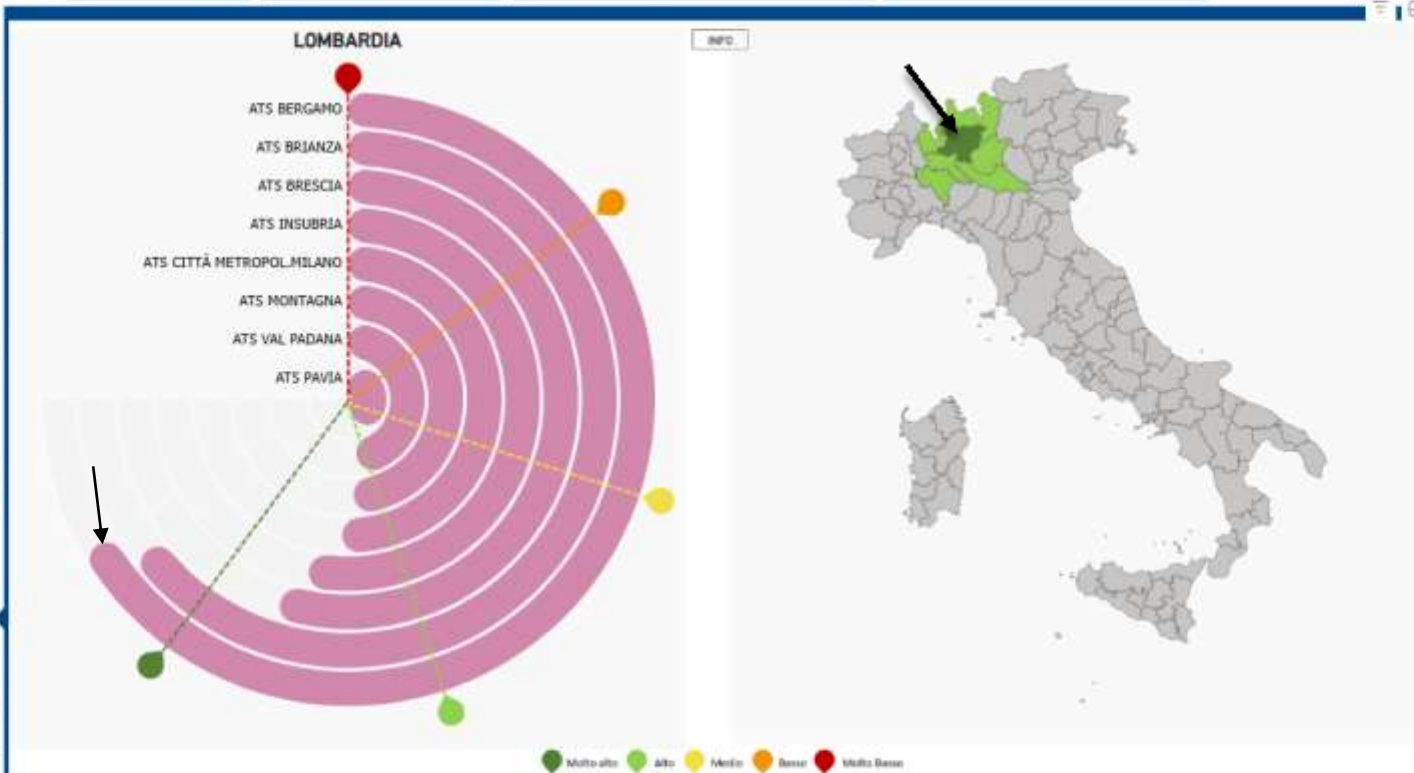 LOMBARDIA
INFO
ATS BERGAMO
ATS BRIANZA
ATS BRESCIA
ATS INSUBRIA
ATS CITTÀ METROPOL.MILANO
ATS MONTAGNA
ATS VAL PADANA
ATS PAVIA
Molto alto Alto Medio Basso Molto Basso